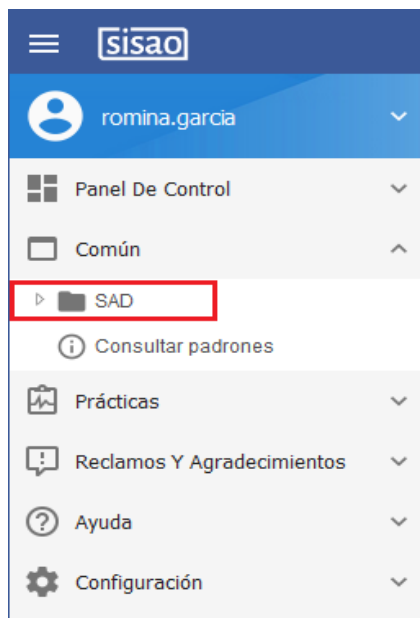 sisao
romina.garcia
Panel De Control
Común
SAD
Consultar padrones
Prácticas
Reclamos Y Agradecimientos
Ayuda
Configuración